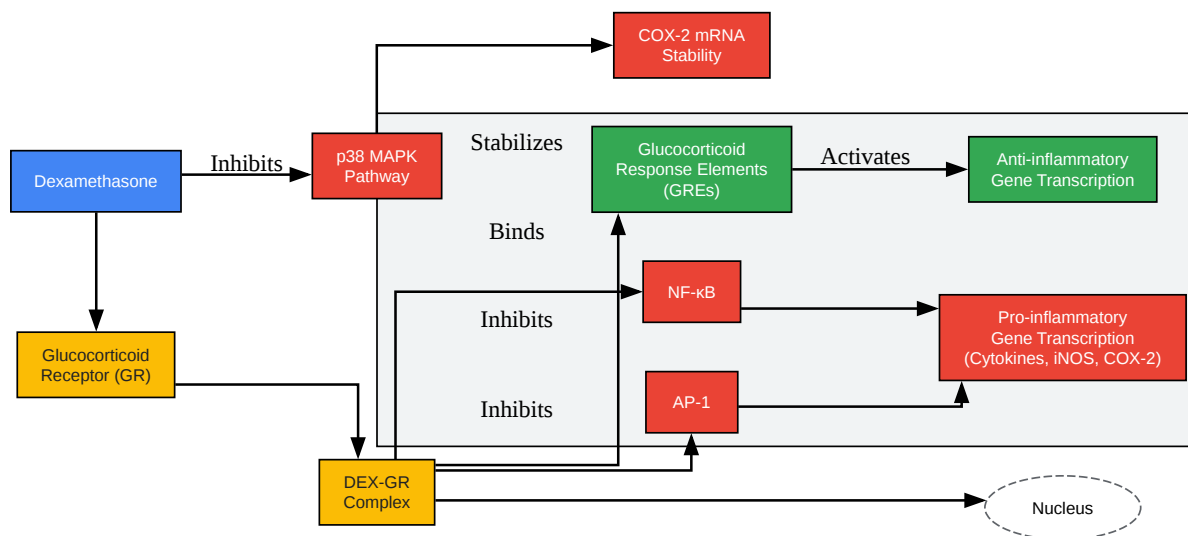 COX-2 mRNA
Stability
Stabilizes
Dexamethasone
Inhibits
p38 MAPK
Pathway
Glucocorticoid
Response Elements
(GREs)
Activates
Anti-inflammatory
Gene Transcription
Binds
NF-κB
Inhibits
Pro-inflammatory
Gene Transcription
(Cytokines, iNOS, COX-2)
Glucocorticoid
Receptor (GR)
Inhibits
AP-1
DEX-GR
Complex
Nucleus